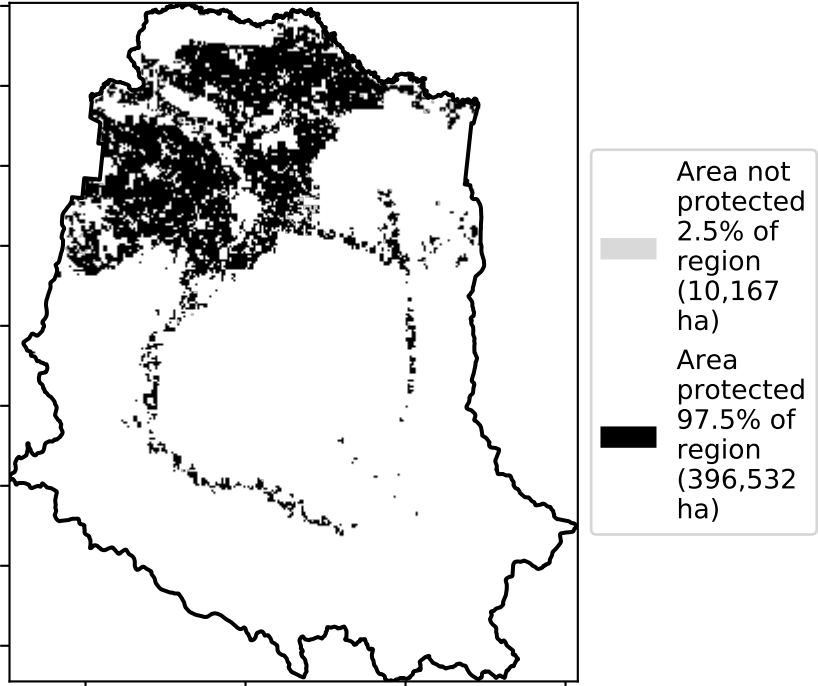 Area not
protected
2.5% of
region
(10,167
ha)
Area
protected
97.5% of
region
(396,532
ha)